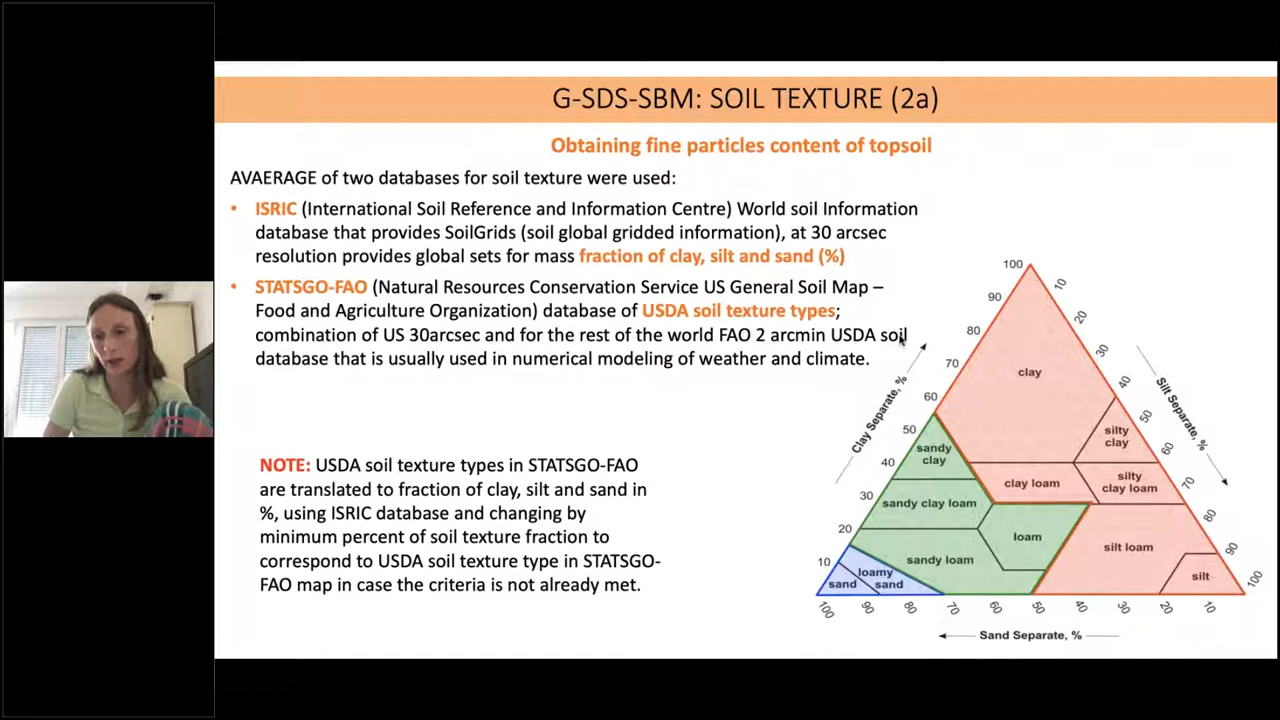 G-SDS-SBM: SOIL TEXTURE (2a)
Obtaining fine particles content of topsoil
AVAERAGE of two databases for soil texture were used:
• ISRIC (International Soil Reference and Information Centre) World soil Information
database that provides SoilGrids (soil global gridded information), at 30 arcsec
resolution provides global sets for mass fraction of clay, silt and sand (%)
• STATSGO-FAO (Natural Resources Conservation Service US General Soil Map –
Food and Agriculture Organization) database of USDA soil texture types;
combination of US 30arcsec and for the rest of the world FAO 2 arcmin USDA soil
database that is usually used in numerical modeling of weather and climate.
NOTE: USDA soil texture types in STATSGO-FAO
are translated to fraction of clay, silt and sand in
%, using ISRIC database and changing by
minimum percent of soil texture fraction to
correspond to USDA soil texture type in STATSGO-
FAO map in case the criteria is not already met.
100
90
80
70
60
50
40
30
20
10
Clay Separate, %
10
20
30
40
50
60
70
80
90
100
Silt Separate, %
clay
silty
clay
sandy
clay
clay loam
silty
clay loam
sandy clay loam
loam
silt loam
sandy loam
silt
loamy
sand
sand
100
90
80
70
60
50
40
30
20
10
Sand Separate, %